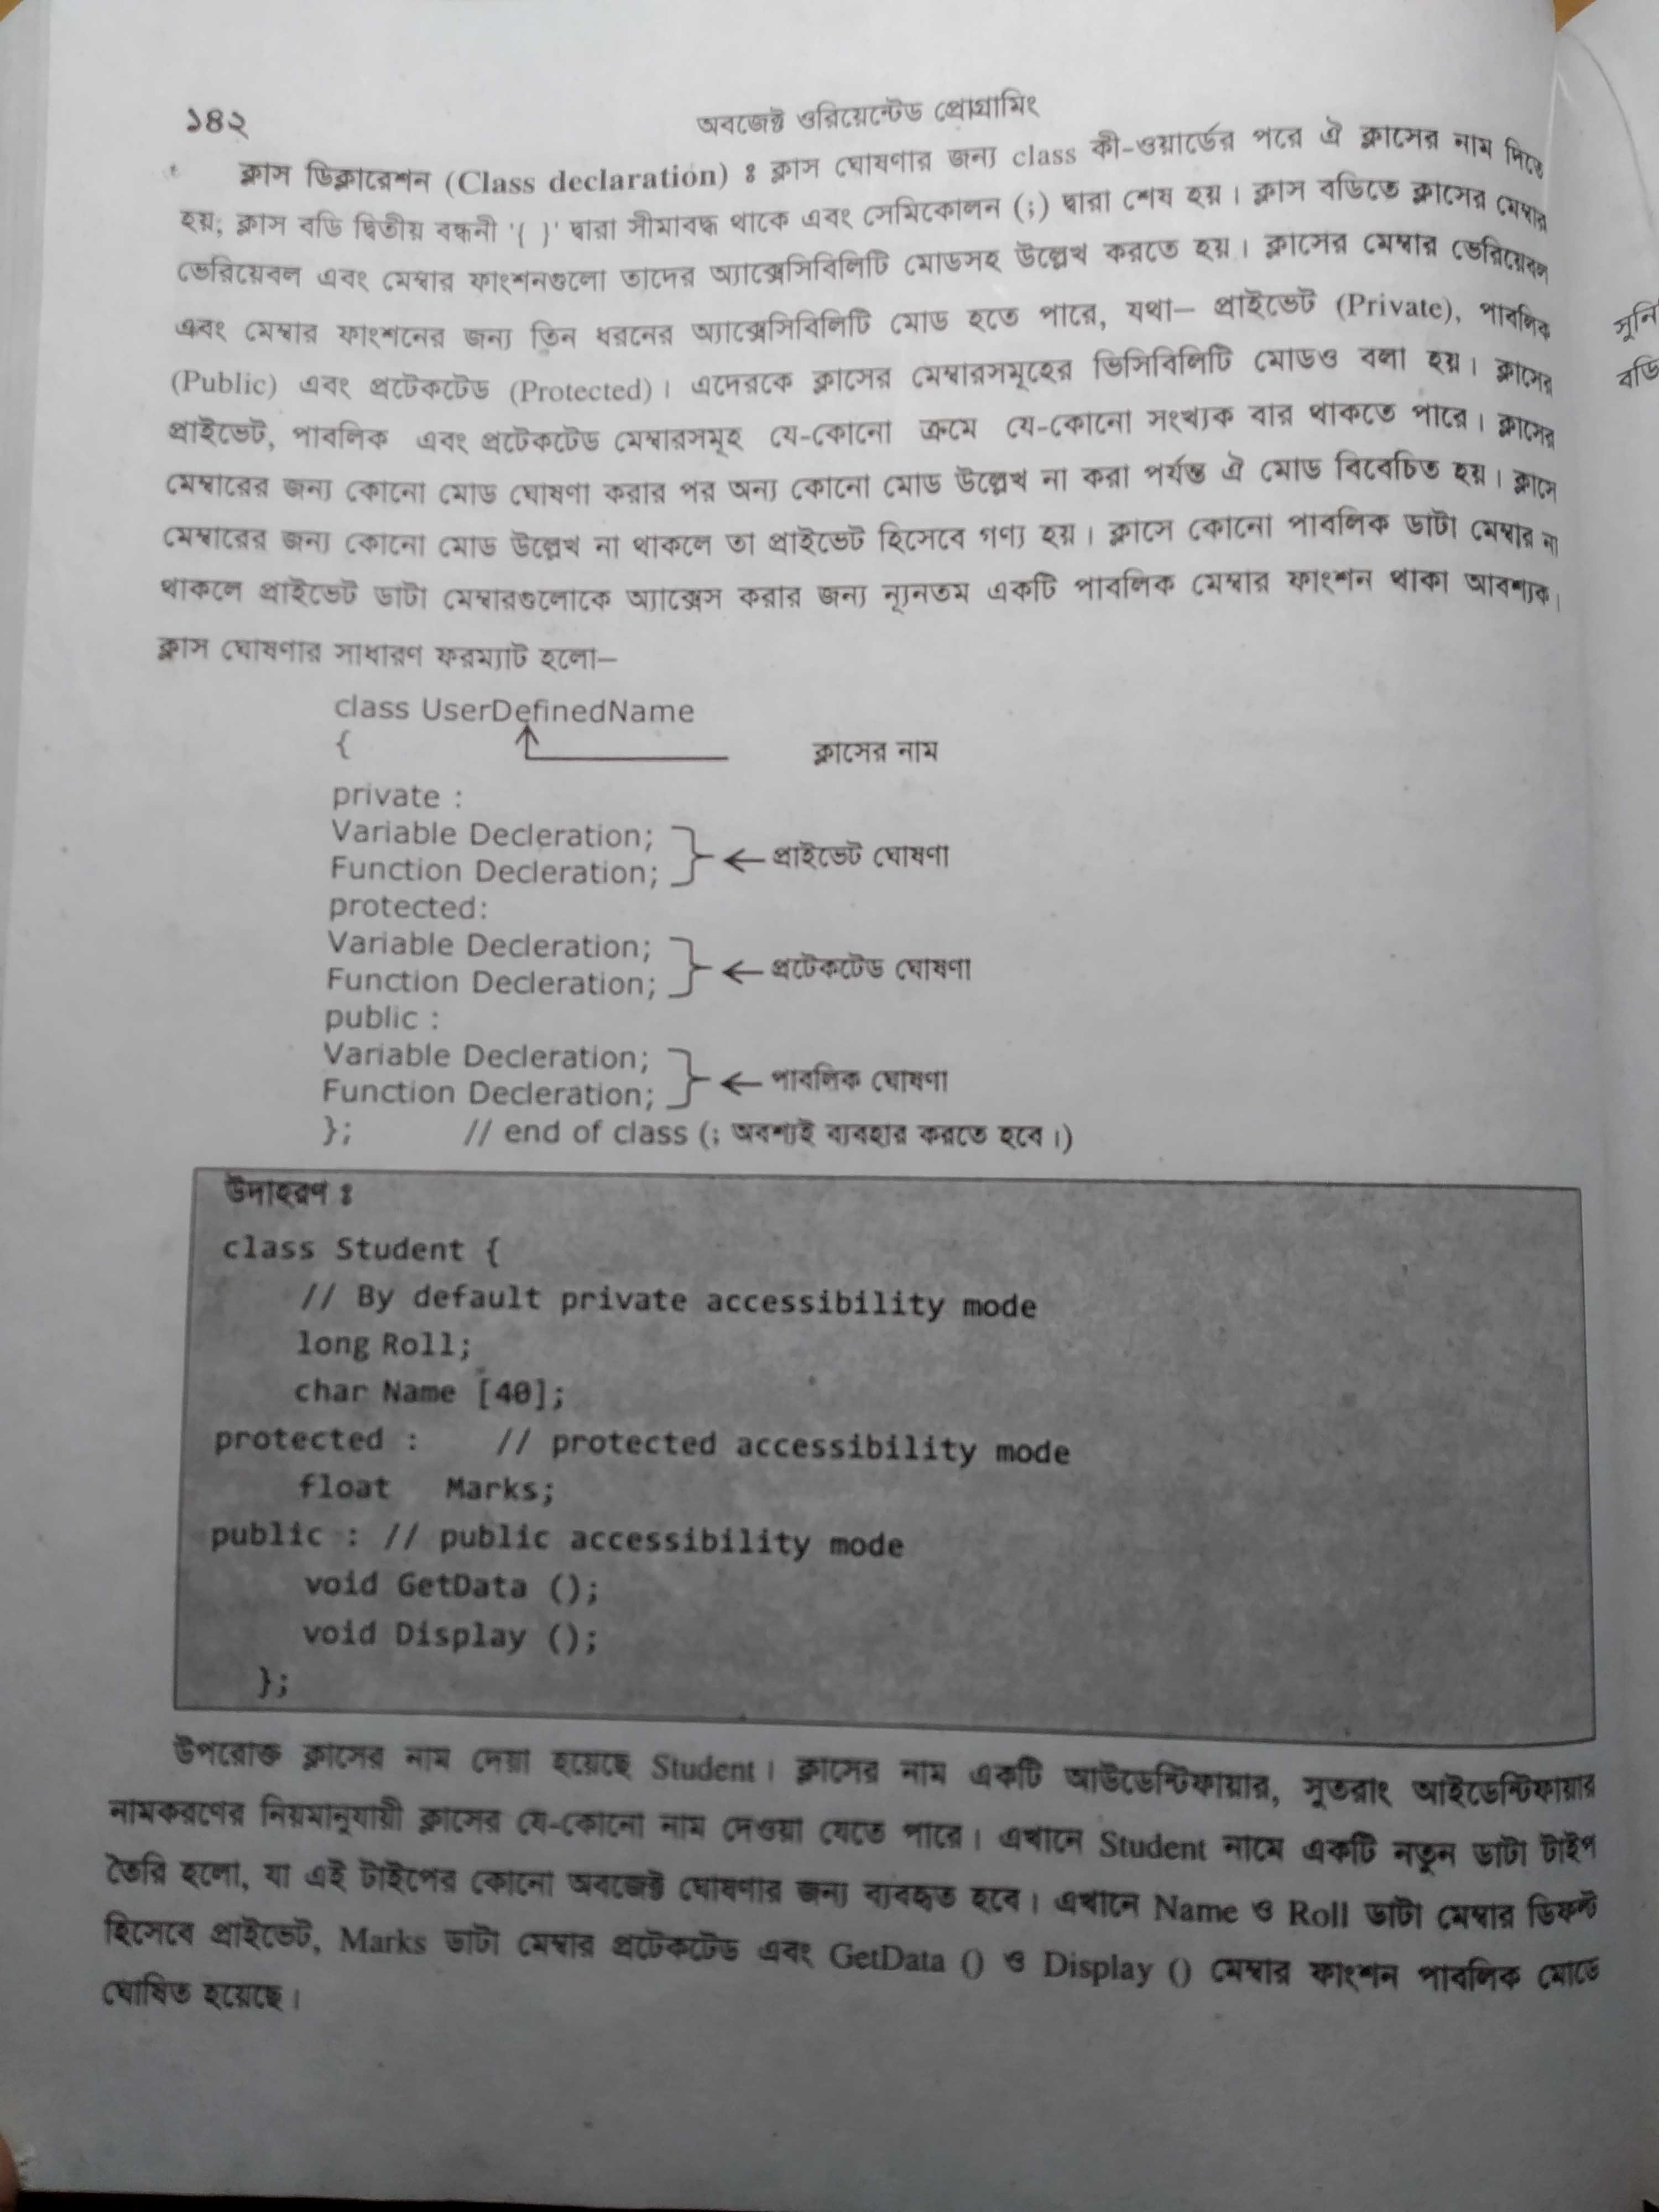 ১৪২
অবজেক্ট ওরিয়েন্টেড প্রোগ্রামিং
ক্লাস ডিক্লারেশন (Class declaration) ঃ ক্লাস ঘোষণার জন্য class কী-ওয়ার্ডের পরে ঐ ক্লাসের নাম দিতে
হয়; ক্লাস বডি দ্বিতীয় বন্ধনী '{ }' দ্বারা সীমাবদ্ধ থাকে এবং সেমিকোলন (;) দ্বারা শেষ হয়। ক্লাস বডিতে ক্লাসের মেম্বার
ভেরিয়েবল এবং মেম্বার ফাংশনগুলো তাদের অ্যাক্সেসিবিলিটি মোডসহ উল্লেখ করতে হয়। ক্লাসের মেম্বার ভেরিয়েবল
এবং মেম্বার ফাংশনের জন্য তিন ধরনের অ্যাক্সেসিবিলিটি মোড হতে পারে, যথা– প্রাইভেট (Private), পাবলিক
(Public) এবং প্রটেকটেড (Protected)। এদেরকে ক্লাসের মেম্বারসমূহের ভিসিবিলিটি মোডও বলা হয়। ক্লাসের
প্রাইভেট, পাবলিক এবং প্রটেকটেড মেম্বারসমূহ যে-কোনো ক্রমে যে-কোনো সংখ্যক বার থাকতে পারে। ক্লাসের
মেম্বারের জন্য কোনো মোড ঘোষণা করার পর অন্য কোনো মোড উল্লেখ না করা পর্যন্ত ঐ মোড বিবেচিত হয়। ক্লাসে
মেম্বারের জন্য কোনো মোড উল্লেখ না থাকলে তা প্রাইভেট হিসেবে গণ্য হয়। ক্লাসে কোনো পাবলিক ডাটা মেম্বার না
থাকলে প্রাইভেট ডাটা মেম্বারগুলোকে অ্যাক্সেস করার জন্য ন্যূনতম একটি পাবলিক মেম্বার ফাংশন থাকা আবশ্যক।
ক্লাস ঘোষণার সাধারণ ফরম্যাট হলো–
class UserDefinedName
{ ক্লাসের নাম
private :
Variable Decleration;
Function Decleration; ← প্রাইভেট ঘোষণা
protected:
Variable Decleration;
Function Decleration; ← প্রটেকটেড ঘোষণা
public :
Variable Decleration;
Function Decleration; ← পাবলিক ঘোষণা
}; // end of class (; অবশ্যই ব্যবহার করতে হবে।)
উদাহরণ ঃ
class Student {
// By default private accessibility mode
long Roll;
char Name [40];
protected : // protected accessibility mode
float Marks;
public : // public accessibility mode
void GetData ();
void Display ();
};
উপরোক্ত ক্লাসের নাম দেয়া হয়েছে Student। ক্লাসের নাম একটি আউডেন্টিফায়ার, সুতরাং আইডেন্টিফায়ার
নামকরণের নিয়মানুযায়ী ক্লাসের যে-কোনো নাম দেওয়া যেতে পারে। এখানে Student নামে একটি নতুন ডাটা টাইপ
তৈরি হলো, যা এই টাইপের কোনো অবজেক্ট ঘোষণার জন্য ব্যবহৃত হবে। এখানে Name ও Roll ডাটা মেম্বার ডিফল্ট
হিসেবে প্রাইভেট, Marks ডাটা মেম্বার প্রটেকটেড এবং GetData () ও Display () মেম্বার ফাংশন পাবলিক মোডে
ঘোষিত হয়েছে।